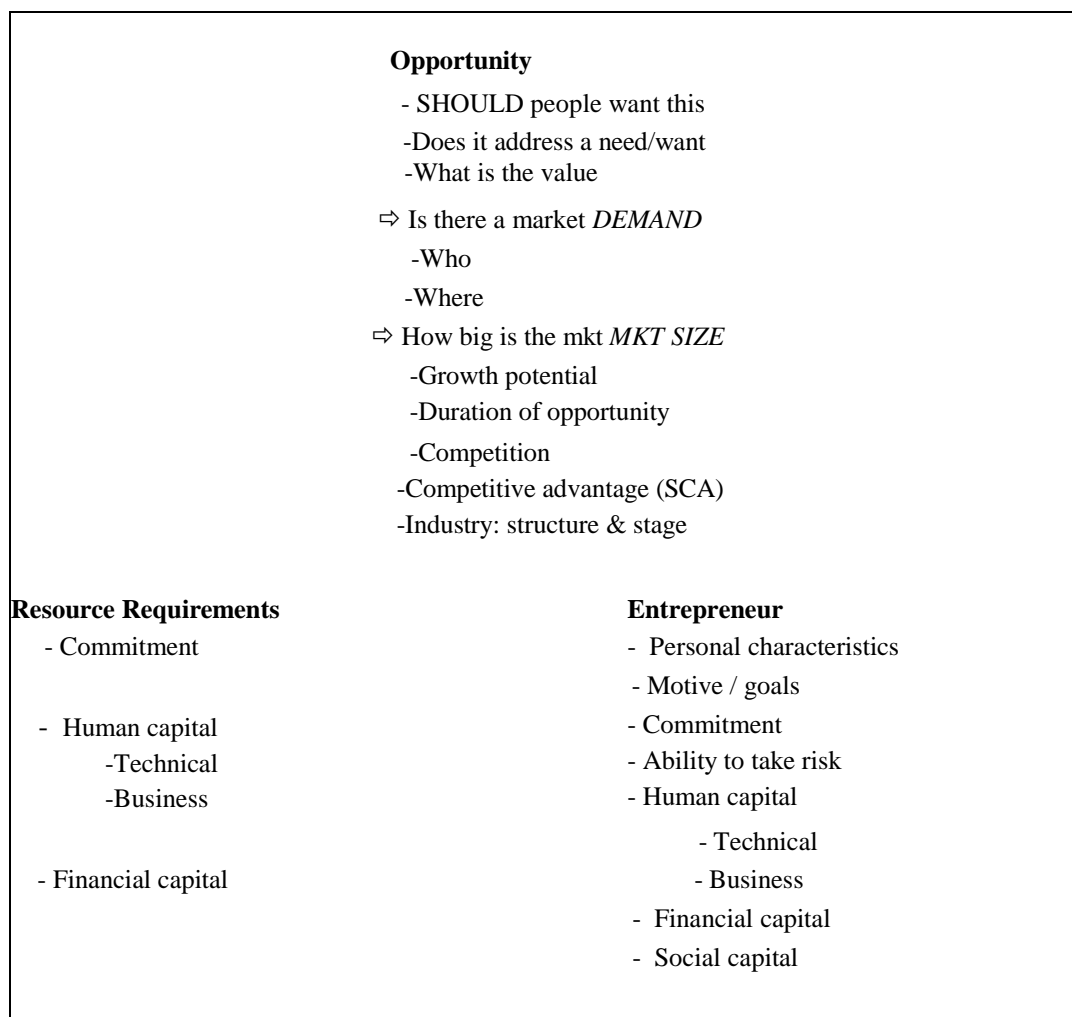 Opportunity
- SHOULD people want this
-Does it address a need/want
-What is the value
⇨ Is there a market DEMAND
-Who
-Where
⇨ How big is the mkt MKT SIZE
-Growth potential
-Duration of opportunity
-Competition
-Competitive advantage (SCA)
-Industry: structure & stage
Resource Requirements
- Commitment
- Human capital
-Technical
-Business
- Financial capital
Entrepreneur
- Personal characteristics
- Motive / goals
- Commitment
- Ability to take risk
- Human capital
- Technical
- Business
- Financial capital
- Social capital